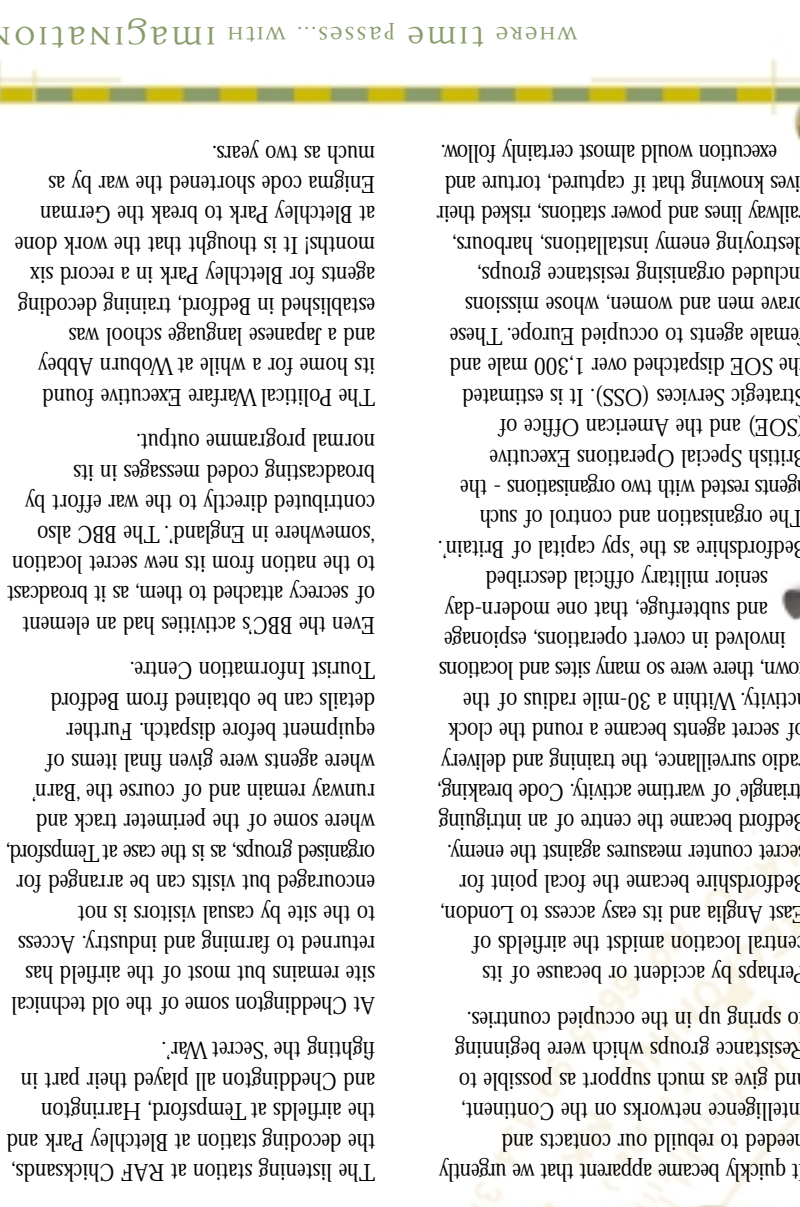 It quickly became apparent that we urgently
needed to rebuild our contacts and
intelligence networks on the Continent,
and give as much support as possible to
Resistance groups which were beginning
to spring up in the occupied countries.
Perhaps by accident or because of its
central location amidst the airfields of
East Anglia and its easy access to London,
Bedfordshire became the focal point for
secret counter measures against the enemy.
Bedford became the centre of an intriguing
'triangle' of wartime activity. Code breaking,
radio surveillance, the training and delivery
of secret agents became a round the clock
activity. Within a 30-mile radius of the
town, there were so many sites and locations
involved in covert operations, espionage
and subterfuge, that one modern-day
senior military official described
Bedfordshire as the 'spy capital of Britain'.
The organisation and control of such
agents rested with two organisations - the
British Special Operations Executive
(SOE) and the American Office of
Strategic Services (OSS). It is estimated
the SOE dispatched over 1,300 male and
female agents to occupied Europe. These
brave men and women, whose missions
included organising resistance groups,
destroying enemy installations, harbours,
railway lines and power stations, risked their
lives knowing that if captured, torture and
execution would almost certainly follow.
The listening station at RAF Chicksands,
the decoding station at Bletchley Park and
the airfields at Tempsford, Harrington
and Cheddington all played their part in
fighting the 'Secret War'.
At Cheddington some of the old technical
site remains but most of the airfield has
returned to farming and industry. Access
to the site by casual visitors is not
encouraged but visits can be arranged for
organised groups, as is the case at Tempsford,
where some of the perimeter track and
runway remain and of course the 'Barn'
where agents were given final items of
equipment before dispatch. Further
details can be obtained from Bedford
Tourist Information Centre.
Even the BBC's activities had an element
of secrecy attached to them, as it broadcast
to the nation from its new secret location
'somewhere in England'. The BBC also
contributed directly to the war effort by
broadcasting coded messages in its
normal programme output.
The Political Warfare Executive found
its home for a while at Woburn Abbey
and a Japanese language school was
established in Bedford, training decoding
agents for Bletchley Park in a record six
months! It is thought that the work done
at Bletchley Park to break the German
Enigma code shortened the war by as
much as two years.
WHERE TIME PASSES... WITH IMAGINATION